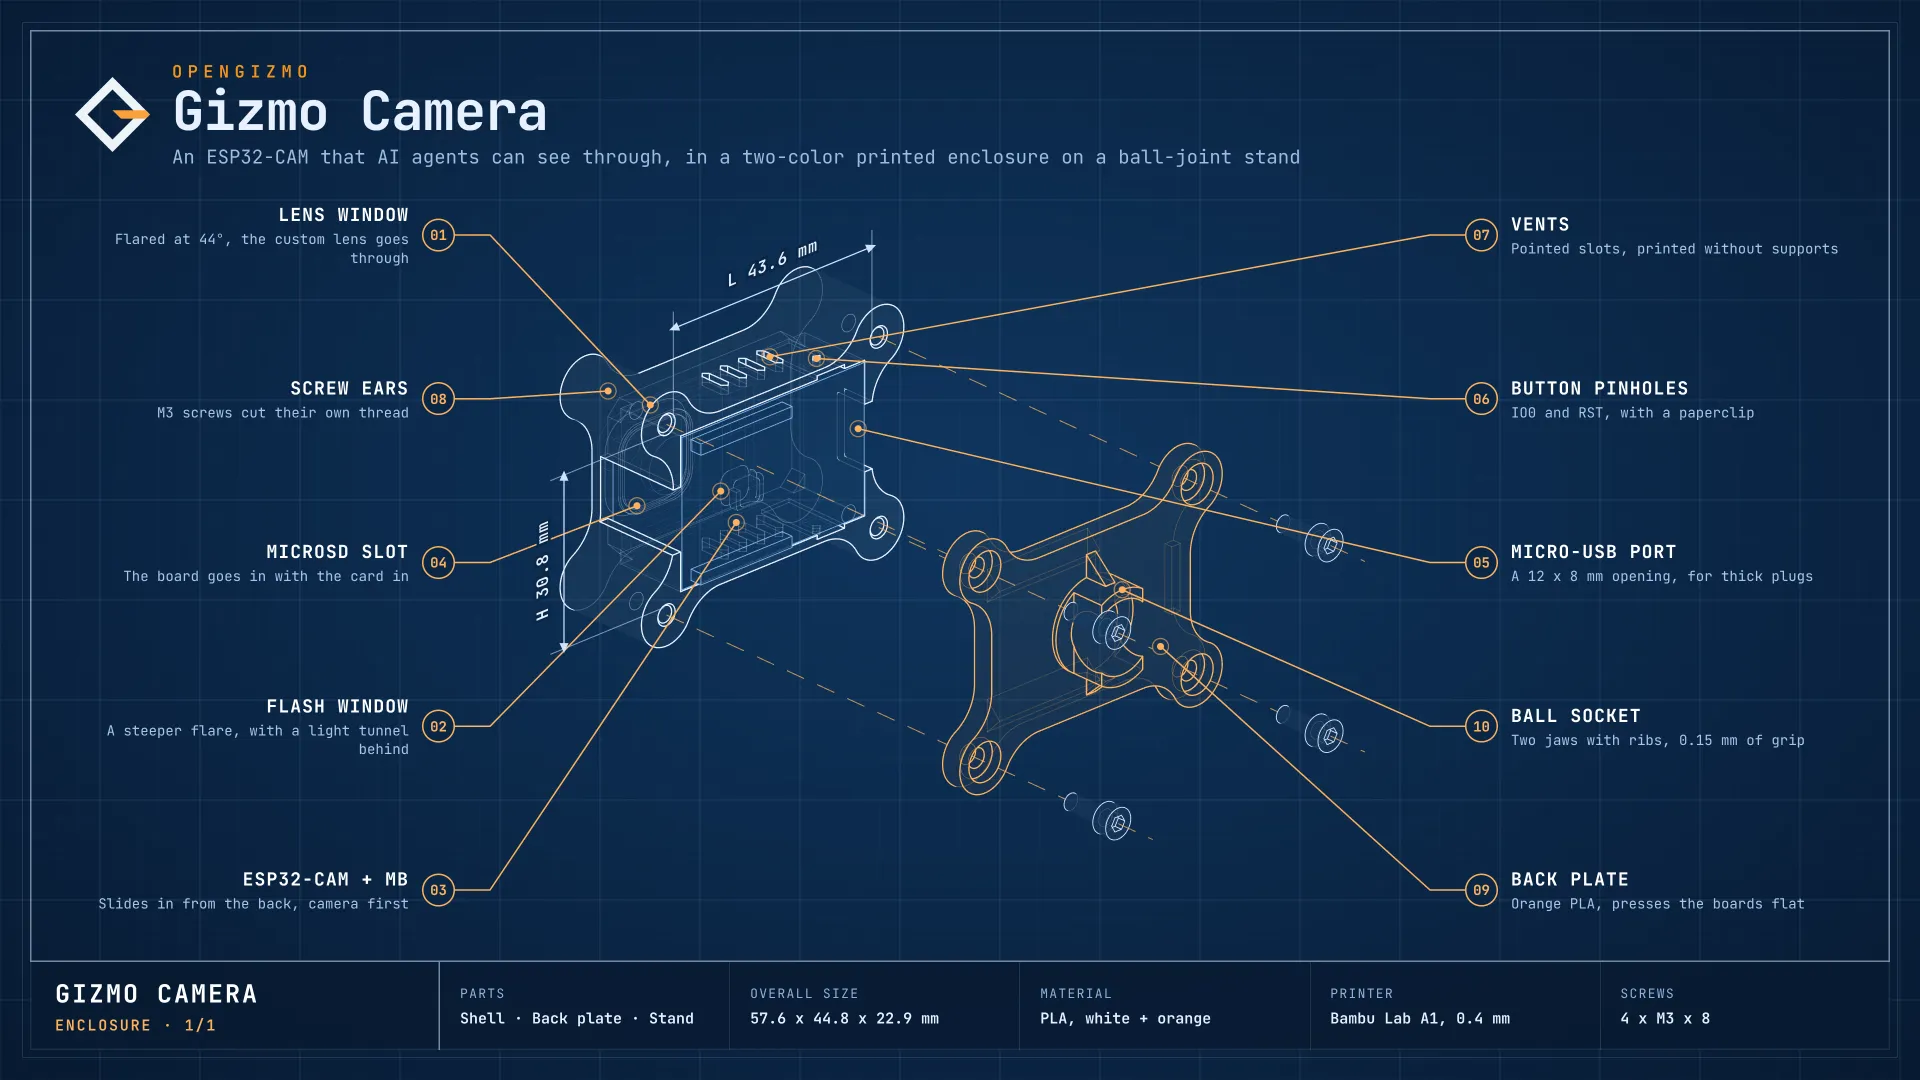 OPENGIZMO
Gizmo Camera
An ESP32-CAM that AI agents can see through, in a two-color printed enclosure on a ball-joint stand
LENS WINDOW
Flared at 44°, the custom lens goes
through
01
SCREW EARS
M3 screws cut their own thread
08
MICROSD SLOT
The board goes in with the card in
04
FLASH WINDOW
A steeper flare, with a light tunnel
behind
02
ESP32-CAM + MB
Slides in from the back, camera first
03
L 43.6 mm
H 30.8 mm
07
VENTS
Pointed slots, printed without supports
06
BUTTON PINHOLES
IO0 and RST, with a paperclip
05
MICRO-USB PORT
A 12 x 8 mm opening, for thick plugs
10
BALL SOCKET
Two jaws with ribs, 0.15 mm of grip
09
BACK PLATE
Orange PLA, presses the boards flat
GIZMO CAMERA
ENCLOSURE · 1/1
PARTS
Shell · Back plate · Stand
OVERALL SIZE
57.6 x 44.8 x 22.9 mm
MATERIAL
PLA, white + orange
PRINTER
Bambu Lab A1, 0.4 mm
SCREWS
4 x M3 x 8